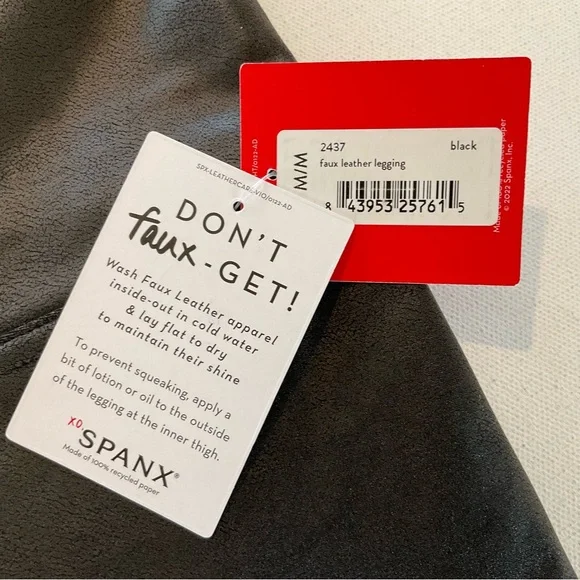 2437 black
faux leather legging
M/M
8 43953 25761 5
© 2022 Spanx, Inc.
DON'T
faux-GET!
Wash Faux Leather apparel
inside-out in cold water
& lay flat to dry
to maintain their shine
To prevent squeaking, apply a
bit of lotion or oil to the outside
of the legging at the inner thigh.
XO,
SPANX®
Made of 100% recycled paper